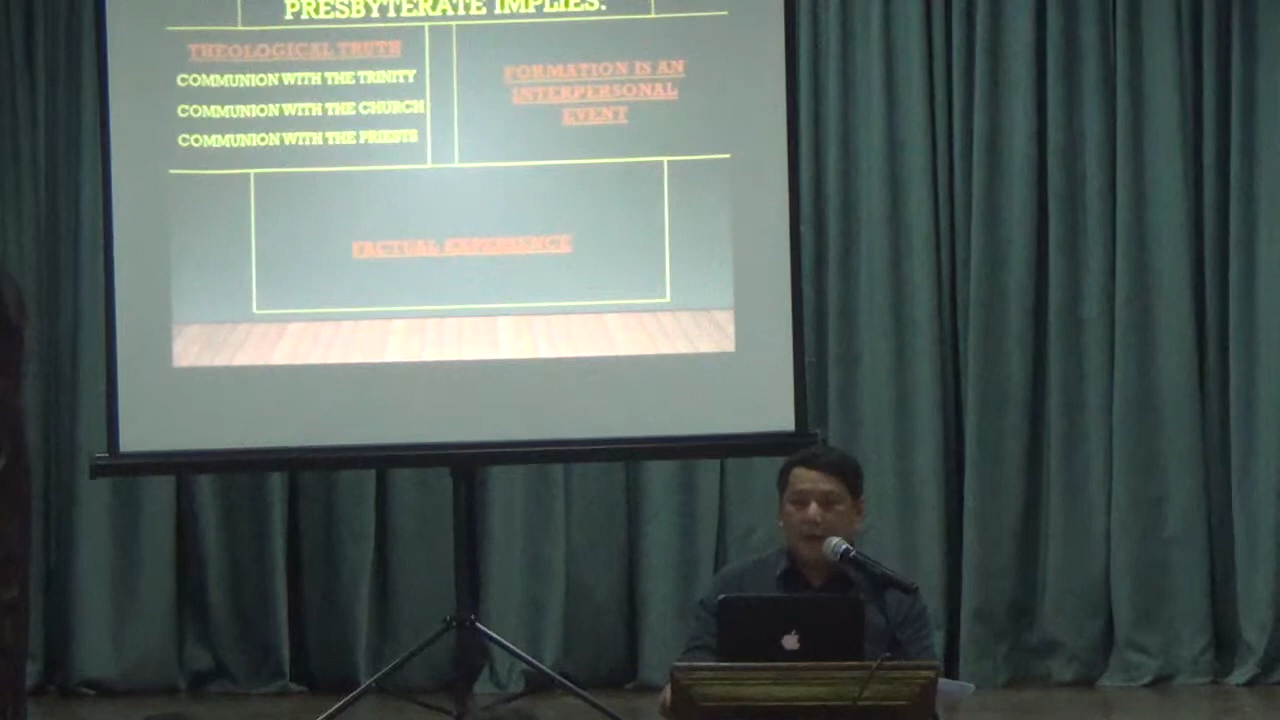 PRESBYTERATE IMPLIES:
THEOLOGICAL TRUTH
COMMUNION WITH THE TRINITY
COMMUNION WITH THE CHURCH
COMMUNION WITH THE PRIESTS
FORMATION IS AN
INTERPERSONAL
EVENT
FACTUAL EXPERIENCE